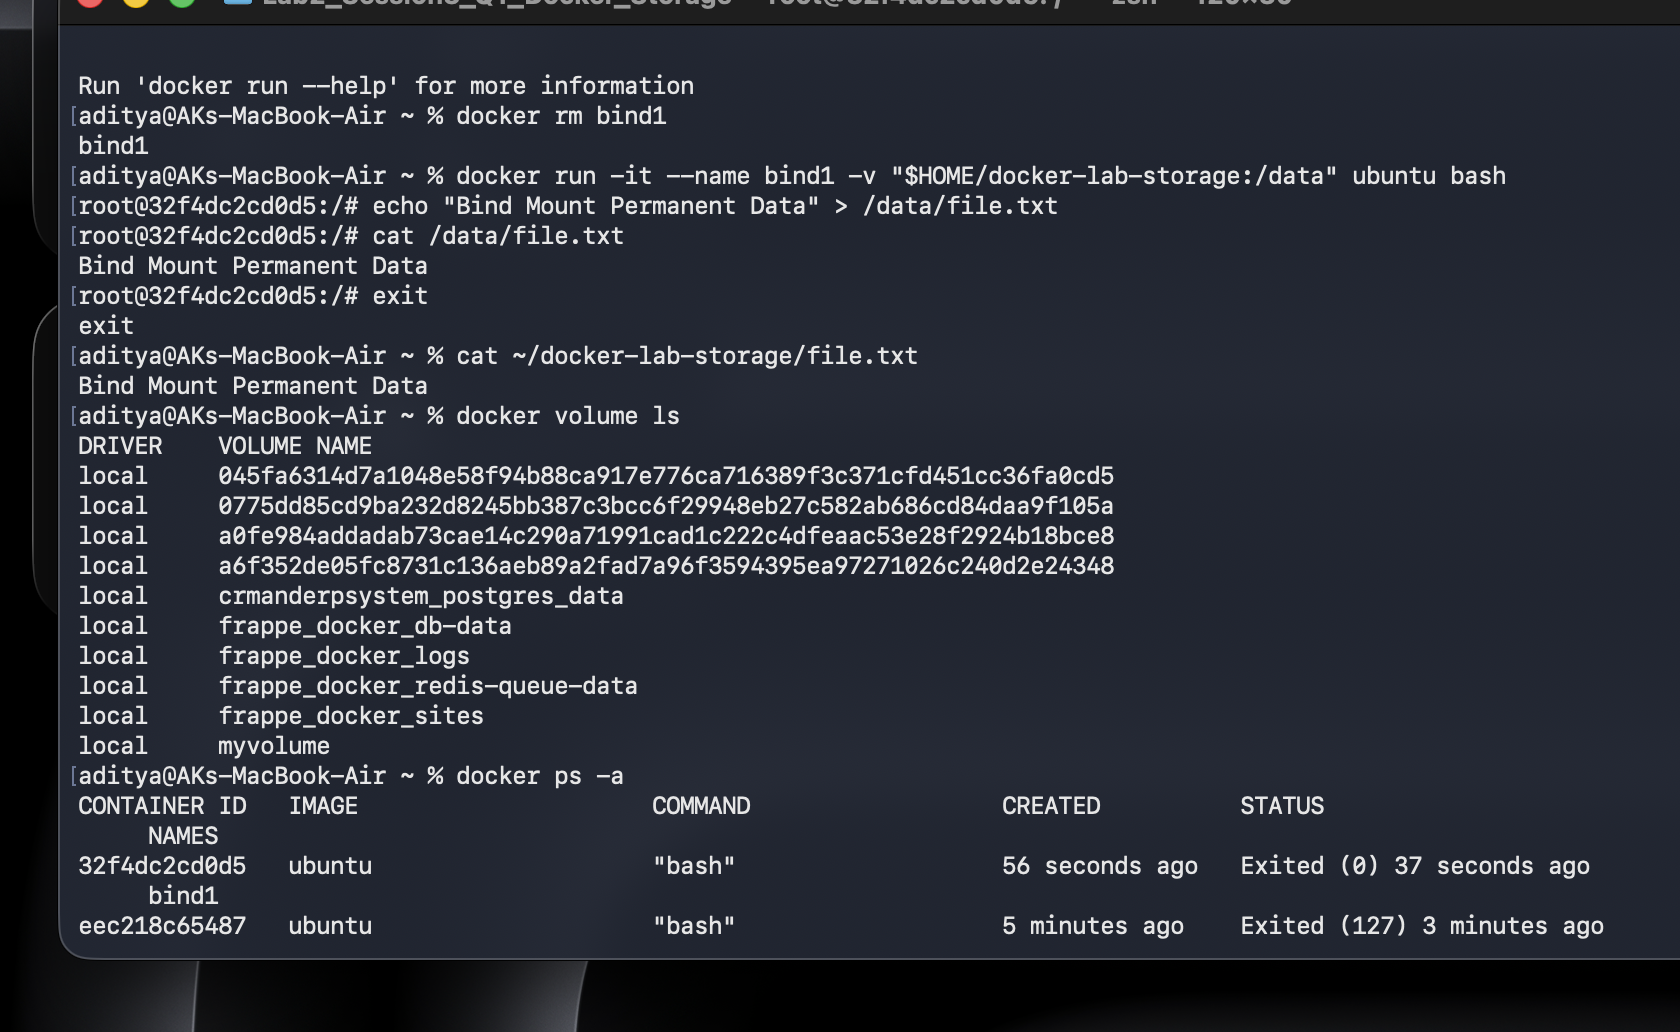 Run 'docker run --help' for more information
[aditya@AKs-MacBook-Air ~ % docker rm bind1
bind1
[aditya@AKs-MacBook-Air ~ % docker run -it --name bind1 -v "$HOME/docker-lab-storage:/data" ubuntu bash
[root@32f4dc2cd0d5:/# echo "Bind Mount Permanent Data" > /data/file.txt
[root@32f4dc2cd0d5:/# cat /data/file.txt
Bind Mount Permanent Data
[root@32f4dc2cd0d5:/# exit
exit
[aditya@AKs-MacBook-Air ~ % cat ~/docker-lab-storage/file.txt
Bind Mount Permanent Data
[aditya@AKs-MacBook-Air ~ % docker volume ls
DRIVER    VOLUME NAME
local     045fa6314d7a1048e58f94b88ca917e776ca716389f3c371cfd451cc36fa0cd5
local     0775dd85cd9ba232d8245bb387c3bcc6f29948eb27c582ab686cd84daa9f105a
local     a0fe984addadab73cae14c290a71991cad1c222c4dfeaac53e28f2924b18bce8
local     a6f352de05fc8731c136aeb89a2fad7a96f3594395ea97271026c240d2e24348
local     crmanderpsystem_postgres_data
local     frappe_docker_db-data
local     frappe_docker_logs
local     frappe_docker_redis-queue-data
local     frappe_docker_sites
local     myvolume
[aditya@AKs-MacBook-Air ~ % docker ps -a
CONTAINER ID   IMAGE                     COMMAND                  CREATED          STATUS
     NAMES
32f4dc2cd0d5   ubuntu                    "bash"                   56 seconds ago   Exited (0) 37 seconds ago
     bind1
eec218c65487   ubuntu                    "bash"                   5 minutes ago    Exited (127) 3 minutes ago